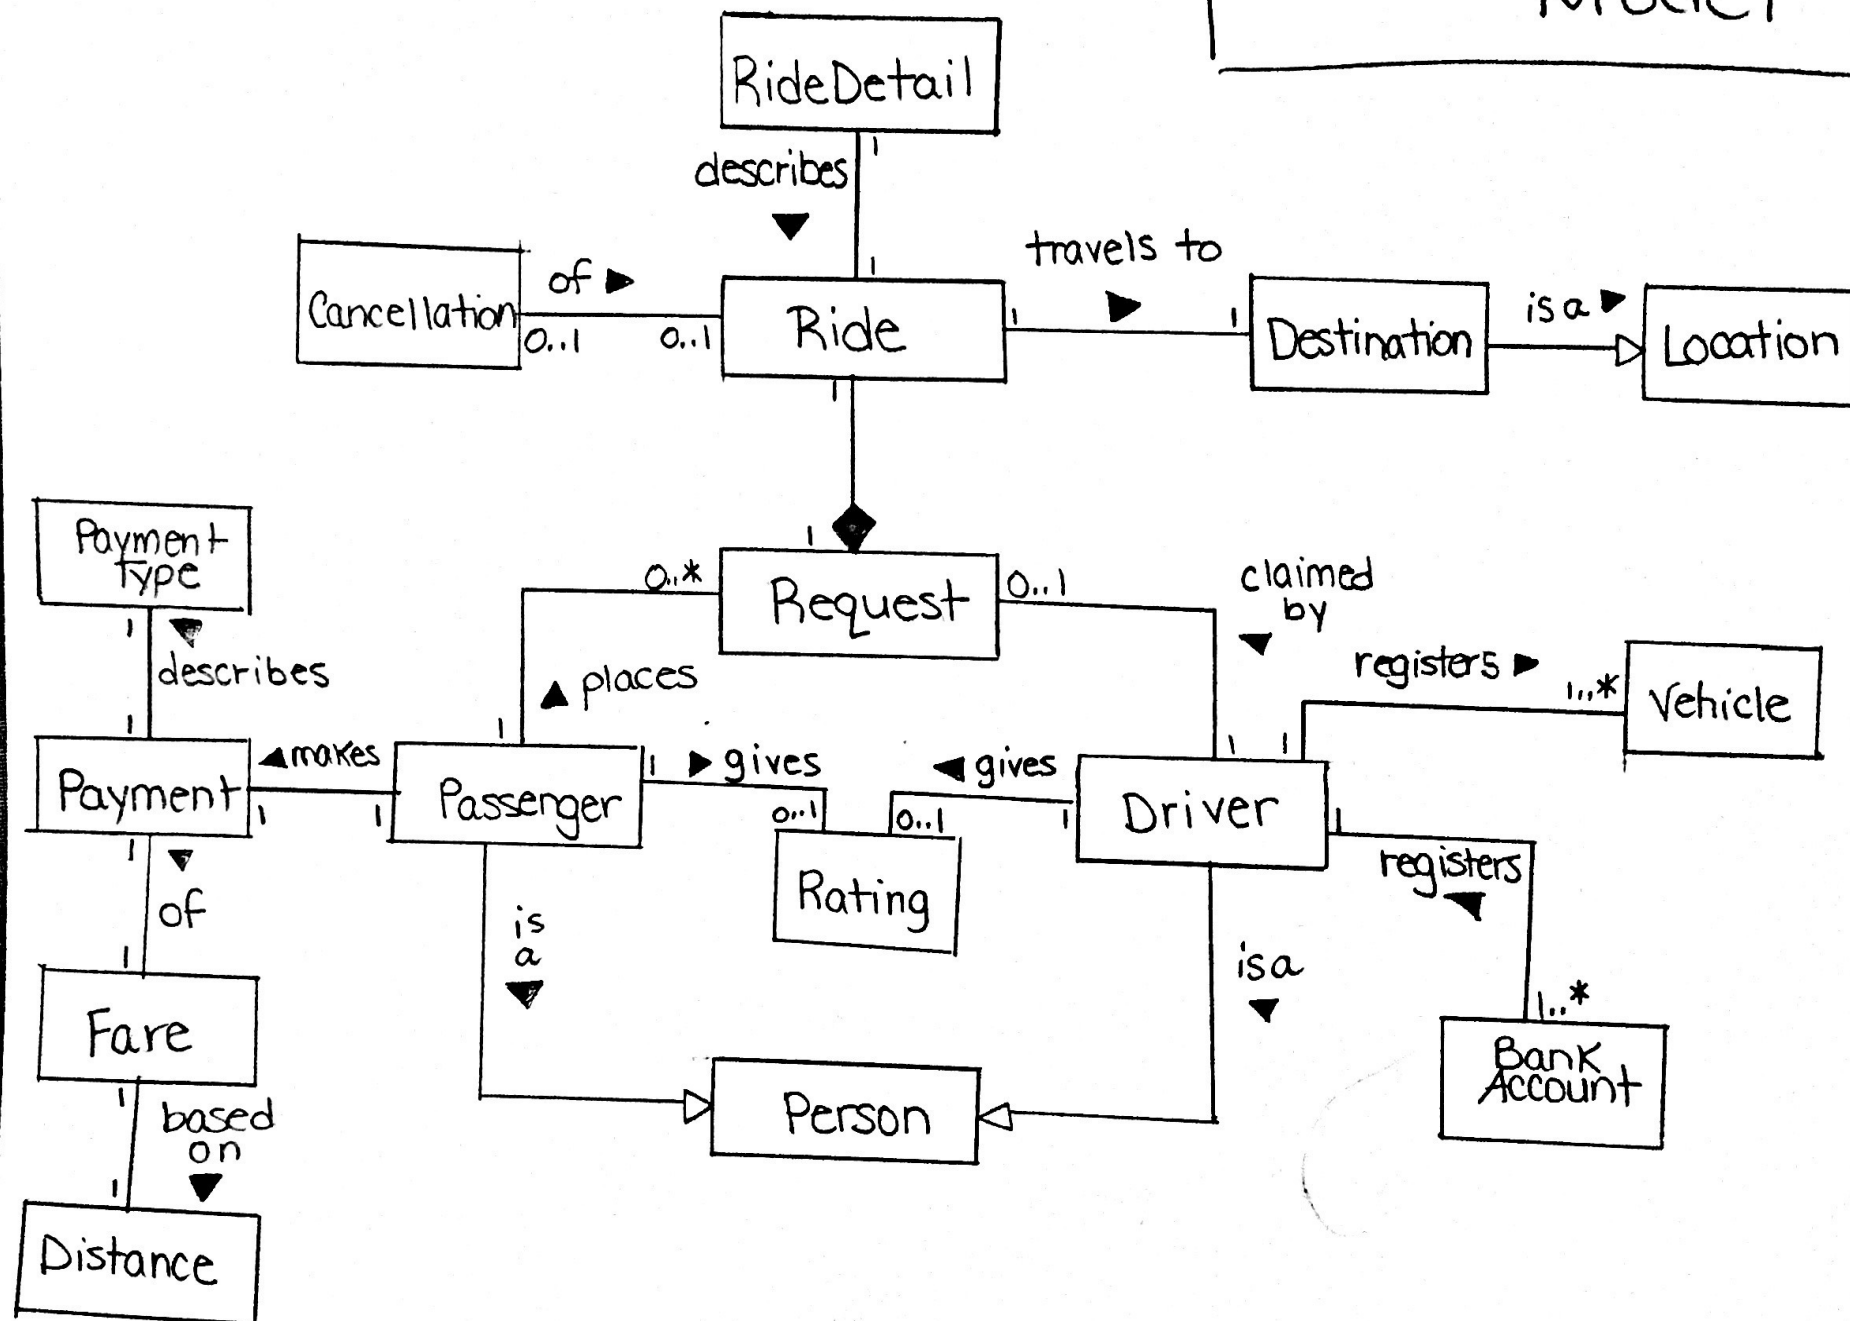 Model
RideDetail
1
describes
1
Cancellation
of
0..1
0..1
Ride
travels to
1
1
Destination
is a
Location
1
1
Payment
Type
1
describes
1
0..*
Request
0..1
claimed
by
places
1
registers
1..*
Vehicle
1
1
Payment
makes
1
1
Passenger
1
gives
0..1
gives
0..1
1
Driver
1
registers
1..*
Rating
1
of
1
is
a
is a
Fare
Person
Bank
Account
1
based
on
1
Distance